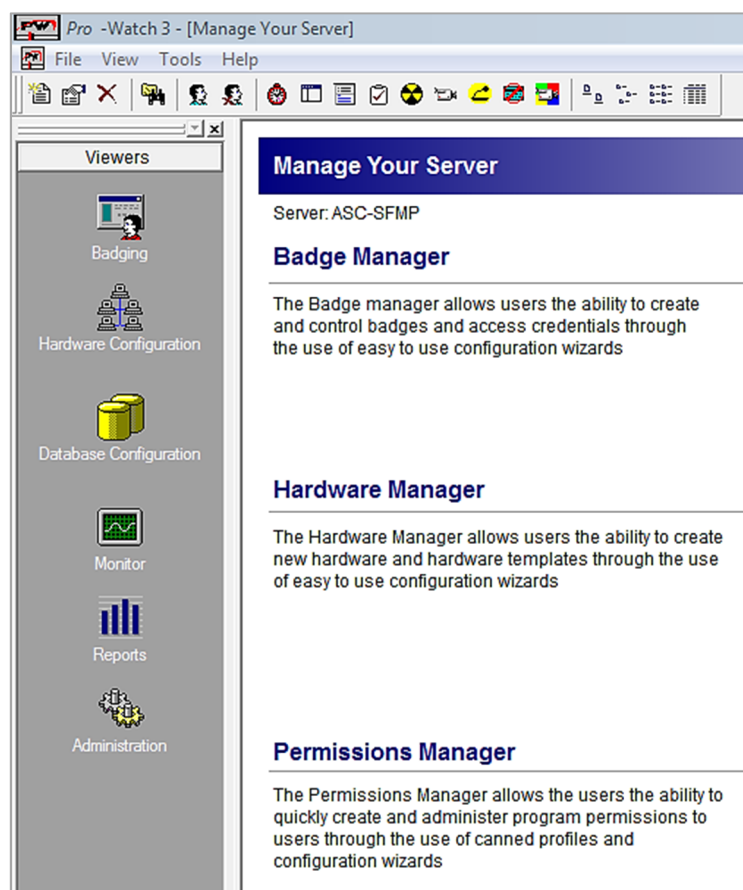 PW Pro -Watch 3 - [Manage Your Server]
File View Tools Help
Viewers
Badging
Hardware Configuration
Database Configuration
Monitor
Reports
Administration
Manage Your Server
Server: ASC-SFMP
Badge Manager
The Badge manager allows users the ability to create
and control badges and access credentials through
the use of easy to use configuration wizards
Hardware Manager
The Hardware Manager allows users the ability to create
new hardware and hardware templates through the use
of easy to use configuration wizards
Permissions Manager
The Permissions Manager allows the users the ability to
quickly create and administer program permissions to
users through the use of canned profiles and
configuration wizards